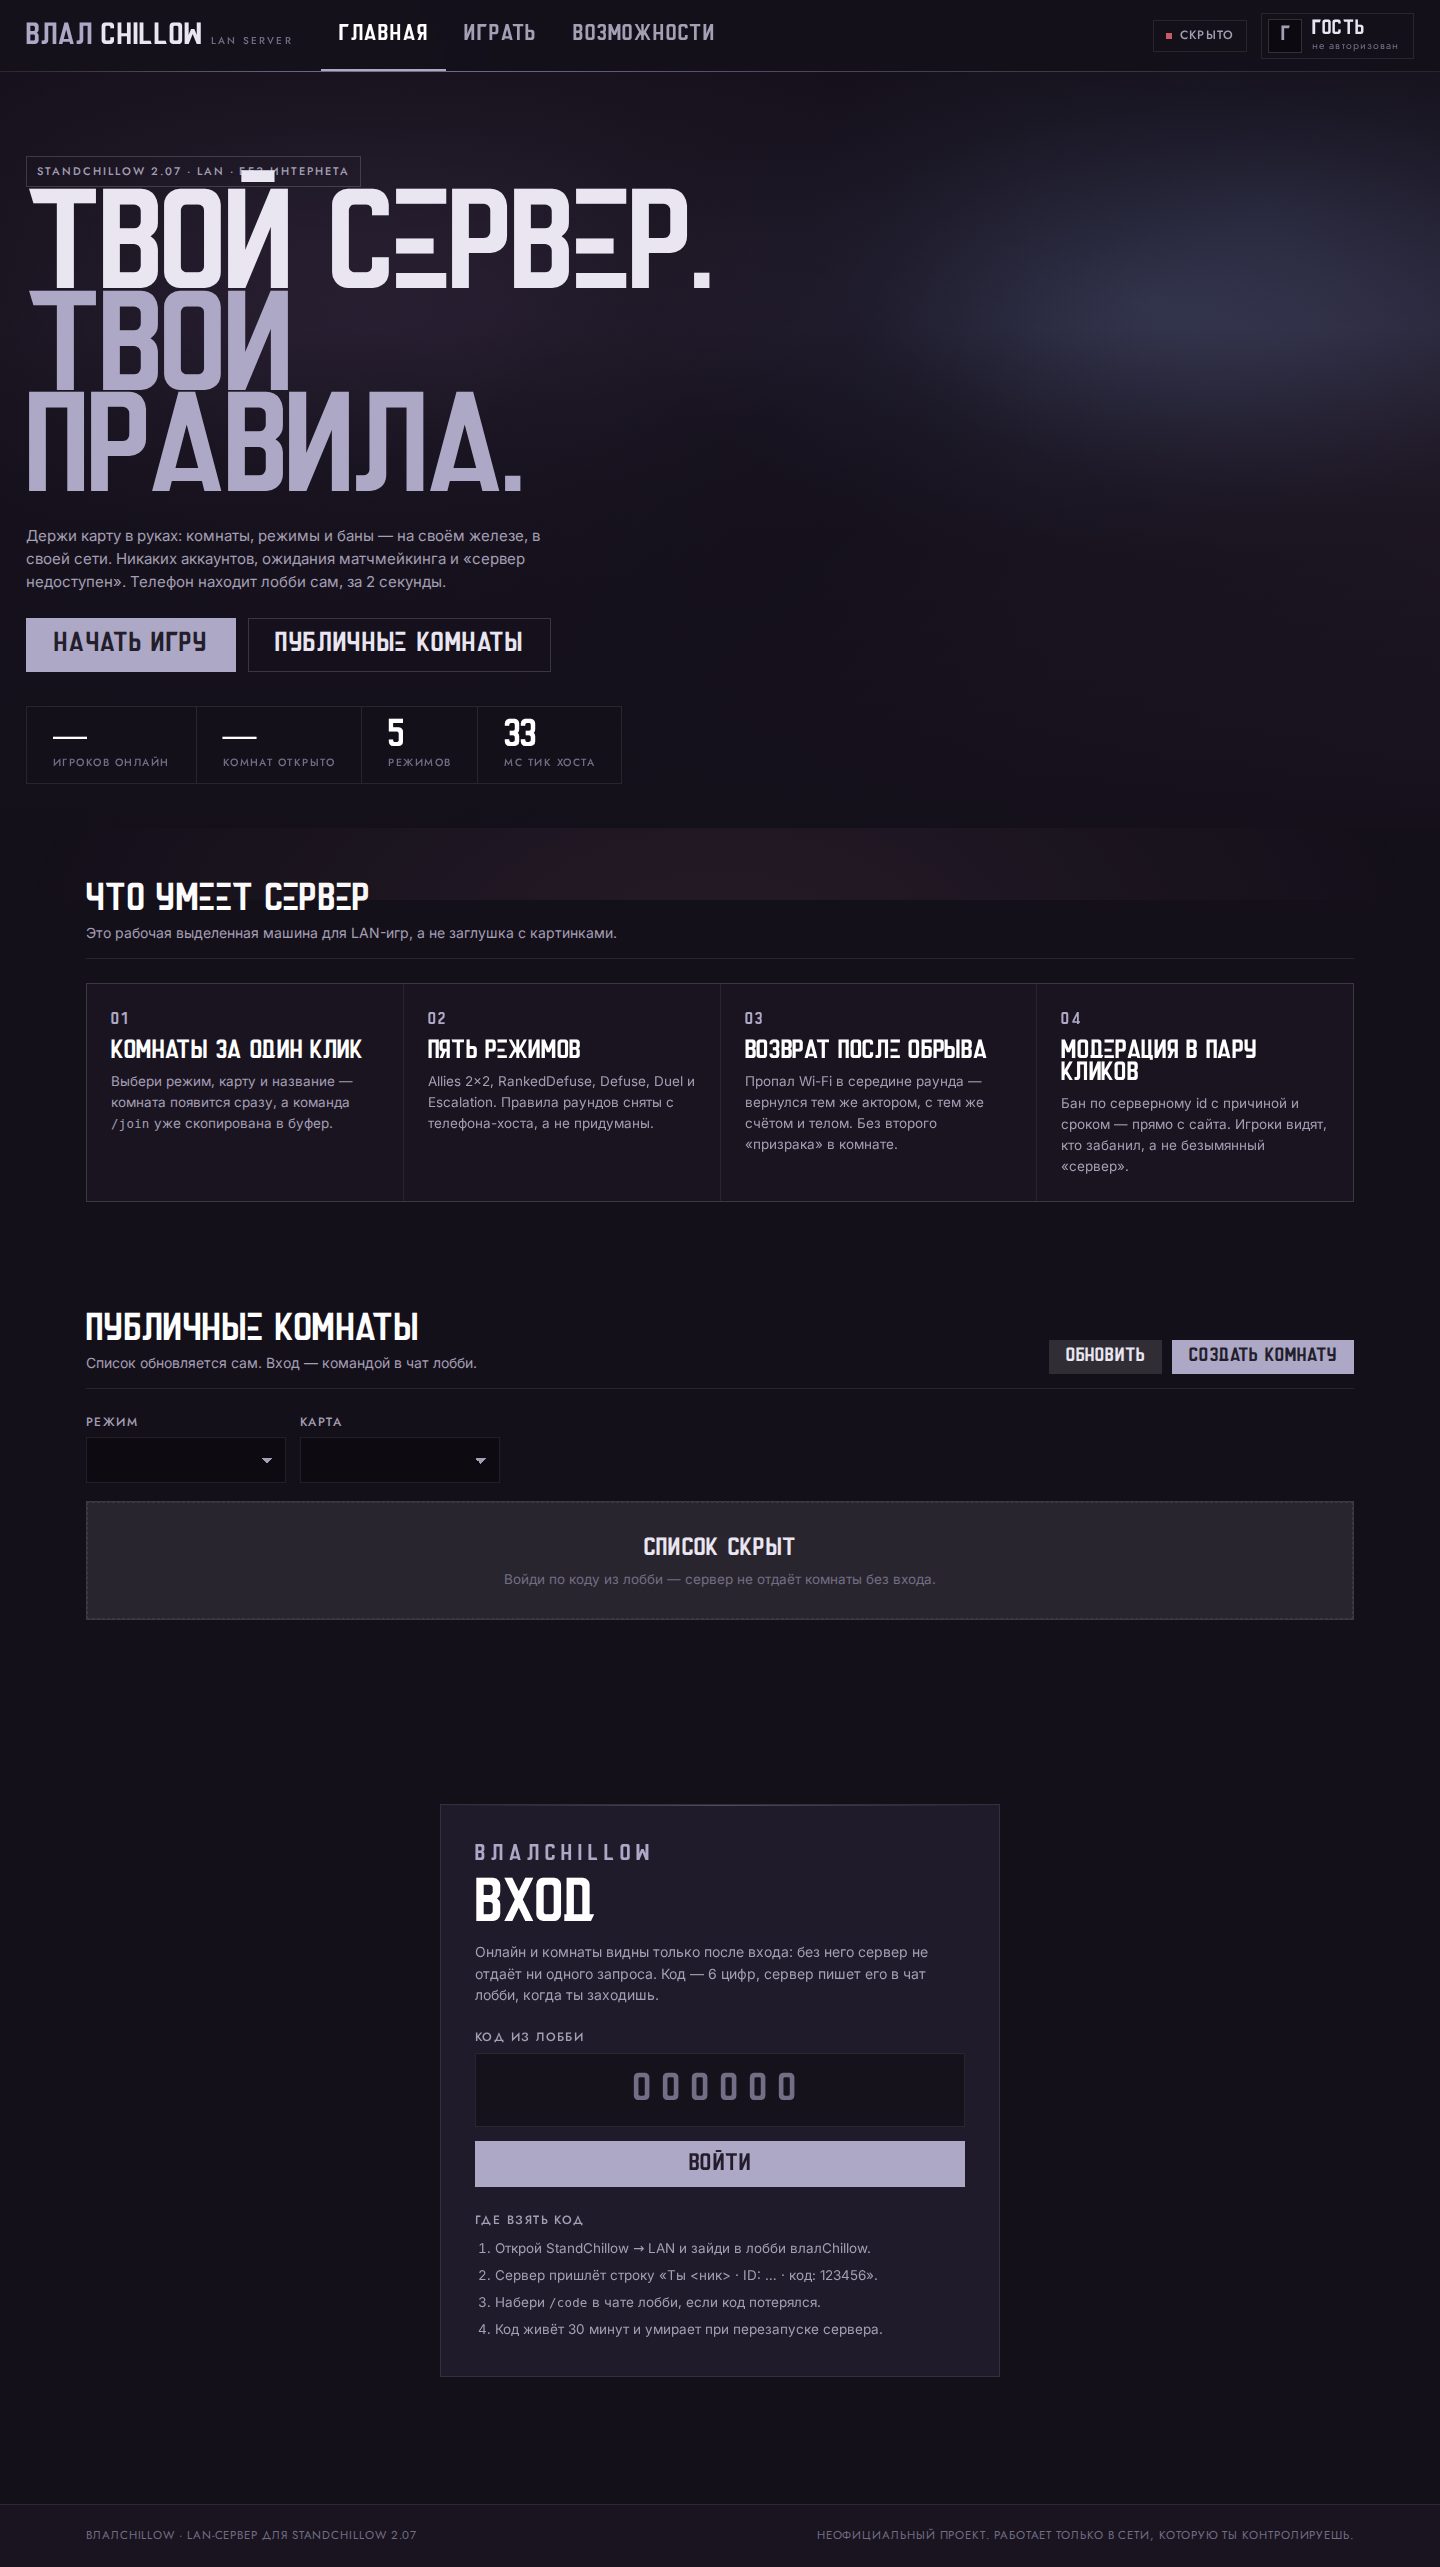 ВЛАЛ CHILLOW LAN SERVER
ГЛАВНАЯ
ИГРАТЬ
ВОЗМОЖНОСТИ
СКРЫТО
Г
ГОСТЬ
не авторизован
STANDCHILLOW 2.07 · LAN · БЕЗ ИНТЕРНЕТА
ТВОЙ СЕРВЕР.
ТВОИ
ПРАВИЛА.
Держи карту в руках: комнаты, режимы и баны — на своём железе, в
своей сети. Никаких аккаунтов, ожидания матчмейкинга и «сервер
недоступен». Телефон находит лобби сам, за 2 секунды.
НАЧАТЬ ИГРУ
ПУБЛИЧНЫЕ КОМНАТЫ
—
ИГРОКОВ ОНЛАЙН
—
КОМНАТ ОТКРЫТО
5
РЕЖИМОВ
33
МС ТИК ХОСТА
ЧТО УМЕЕТ СЕРВЕР
Это рабочая выделенная машина для LAN-игр, а не заглушка с картинками.
01
КОМНАТЫ ЗА ОДИН КЛИК
Выбери режим, карту и название —
комната появится сразу, а команда
/join уже скопирована в буфер.
02
ПЯТЬ РЕЖИМОВ
Allies 2×2, RankedDefuse, Defuse, Duel и
Escalation. Правила раундов сняты с
телефона-хоста, а не придуманы.
03
ВОЗВРАТ ПОСЛЕ ОБРЫВА
Пропал Wi-Fi в середине раунда —
вернулся тем же актором, с тем же
счётом и телом. Без второго
«призрака» в комнате.
04
МОДЕРАЦИЯ В ПАРУ
КЛИКОВ
Бан по серверному id с причиной и
сроком — прямо с сайта. Игроки видят,
кто забанил, а не безымянный
«сервер».
ПУБЛИЧНЫЕ КОМНАТЫ
Список обновляется сам. Вход — командой в чат лобби.
ОБНОВИТЬ
СОЗДАТЬ КОМНАТУ
РЕЖИМ
КАРТА
СПИСОК СКРЫТ
Войди по коду из лобби — сервер не отдаёт комнаты без входа.
ВЛАЛCHILLOW
ВХОД
Онлайн и комнаты видны только после входа: без него сервер не
отдаёт ни одного запроса. Код — 6 цифр, сервер пишет его в чат
лобби, когда ты заходишь.
КОД ИЗ ЛОББИ
000000
ВОЙТИ
ГДЕ ВЗЯТЬ КОД
1. Открой StandChillow → LAN и зайди в лобби влалChillow.
2. Сервер пришлёт строку «Ты <ник> · ID: ... · код: 123456».
3. Набери /code в чате лобби, если код потерялся.
4. Код живёт 30 минут и умирает при перезапуске сервера.
ВЛАЛCHILLOW · LAN-СЕРВЕР ДЛЯ STANDCHILLOW 2.07
НЕОФИЦИАЛЬНЫЙ ПРОЕКТ. РАБОТАЕТ ТОЛЬКО В СЕТИ, КОТОРУЮ ТЫ КОНТРОЛИРУЕШЬ.